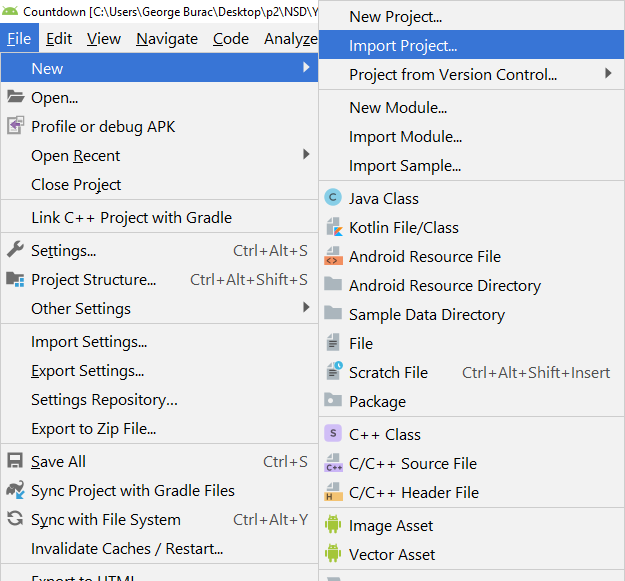 Countdown [C:\Users\George Burac\Desktop\p2\NSD\Y
File Edit View Navigate Code Analyze
New
Open...
Profile or debug APK
Open Recent
Close Project
Link C++ Project with Gradle
Settings... Ctrl+Alt+S
Project Structure... Ctrl+Alt+Shift+S
Other Settings
Import Settings...
Export Settings...
Settings Repository...
Export to Zip File...
Save All Ctrl+S
Sync Project with Gradle Files
Sync with File System Ctrl+Alt+Y
Invalidate Caches / Restart...
Export to HTML
New Project...
Import Project...
Project from Version Control...
New Module...
Import Module...
Import Sample...
C Java Class
Kotlin File/Class
Android Resource File
Android Resource Directory
Sample Data Directory
File
Scratch File Ctrl+Alt+Shift+Insert
Package
S C++ Class
C++ C/C++ Source File
H C/C++ Header File
Image Asset
Vector Asset